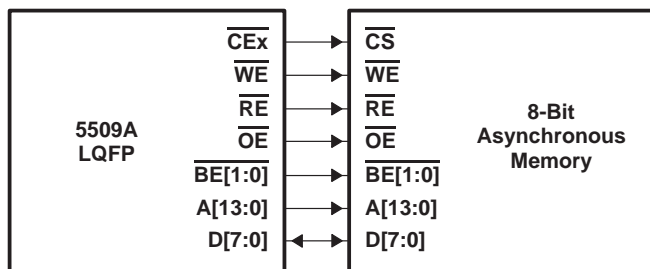 5509A
LQFP
CEx
WE
RE
OE
BE[1:0]
A[13:0]
D[7:0]
CS
WE
RE
OE
BE[1:0]
A[13:0]
D[7:0]
8-Bit
Asynchronous
Memory